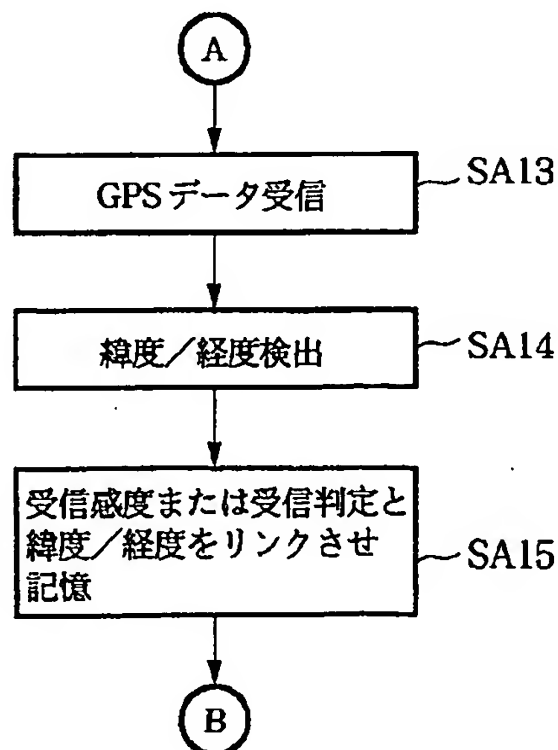 A
GPSデータ受信
SA13
緯度／経度検出
SA14
受信感度または受信判定と
緯度／経度をリンクさせ
記憶
SA15
B